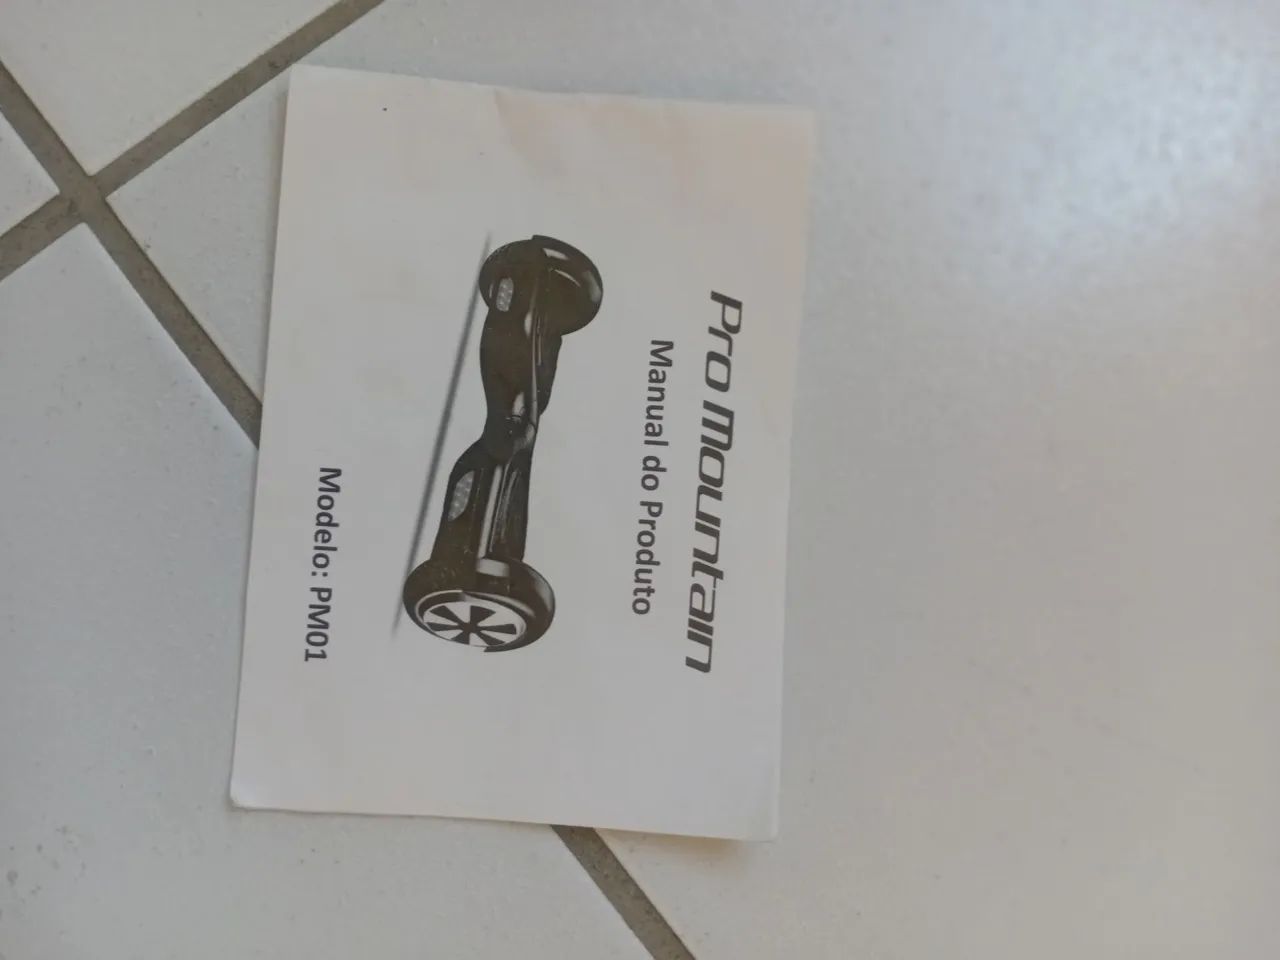 Pro Mountain
Manual do Produto
Modelo: PM01